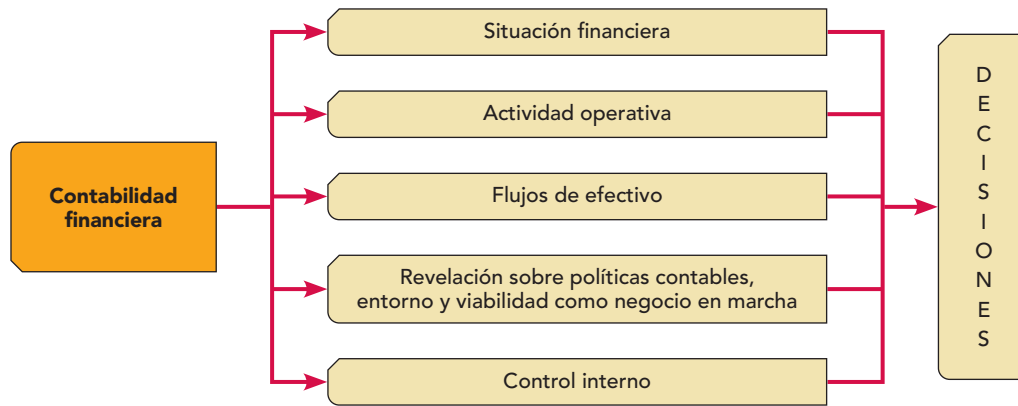 Situación financiera
Actividad operativa
Contabilidad
financiera
Flujos de efectivo
Revelación sobre políticas contables,
entorno y viabilidad como negocio en marcha
Control interno
D
E
C
I
S
I
O
N
E
S